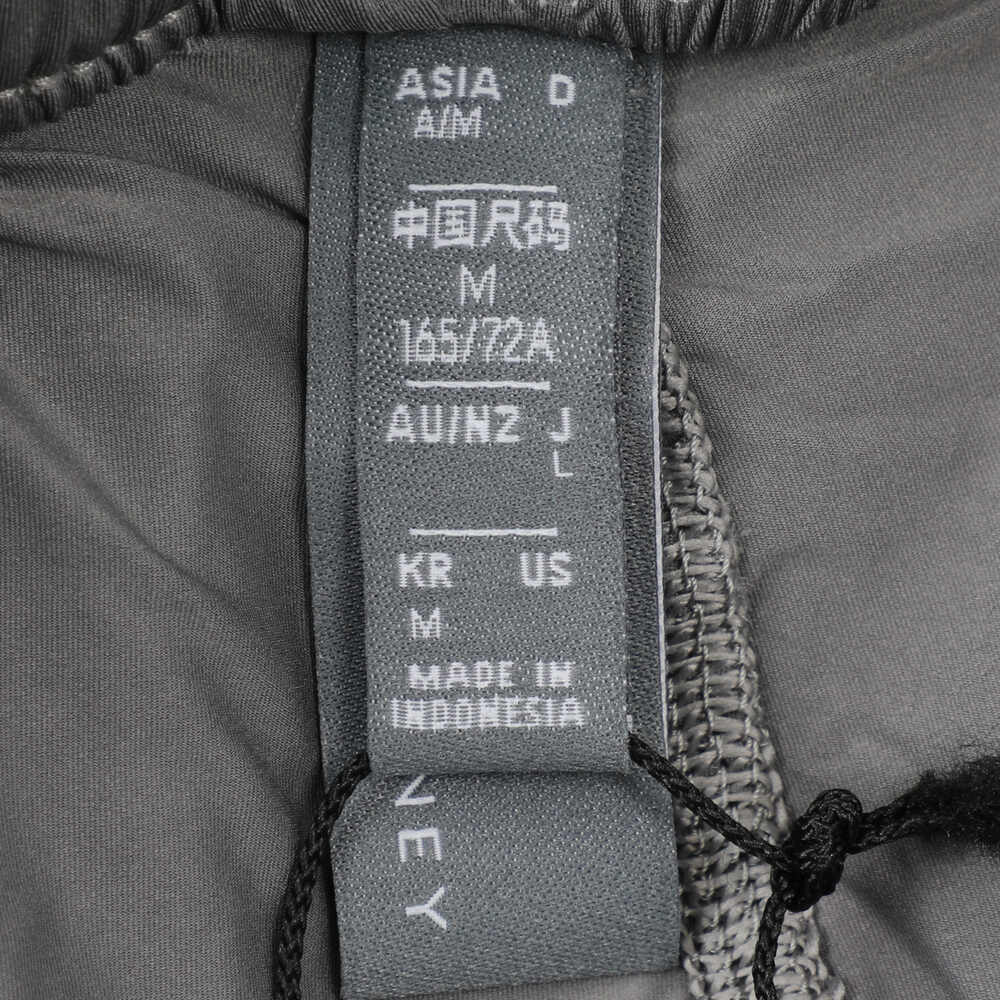 ASIA D
A/M
中国尺码
M
165/72A
AU/NZ J
L
KR US
M
MADE IN
INDONESIA
NEY